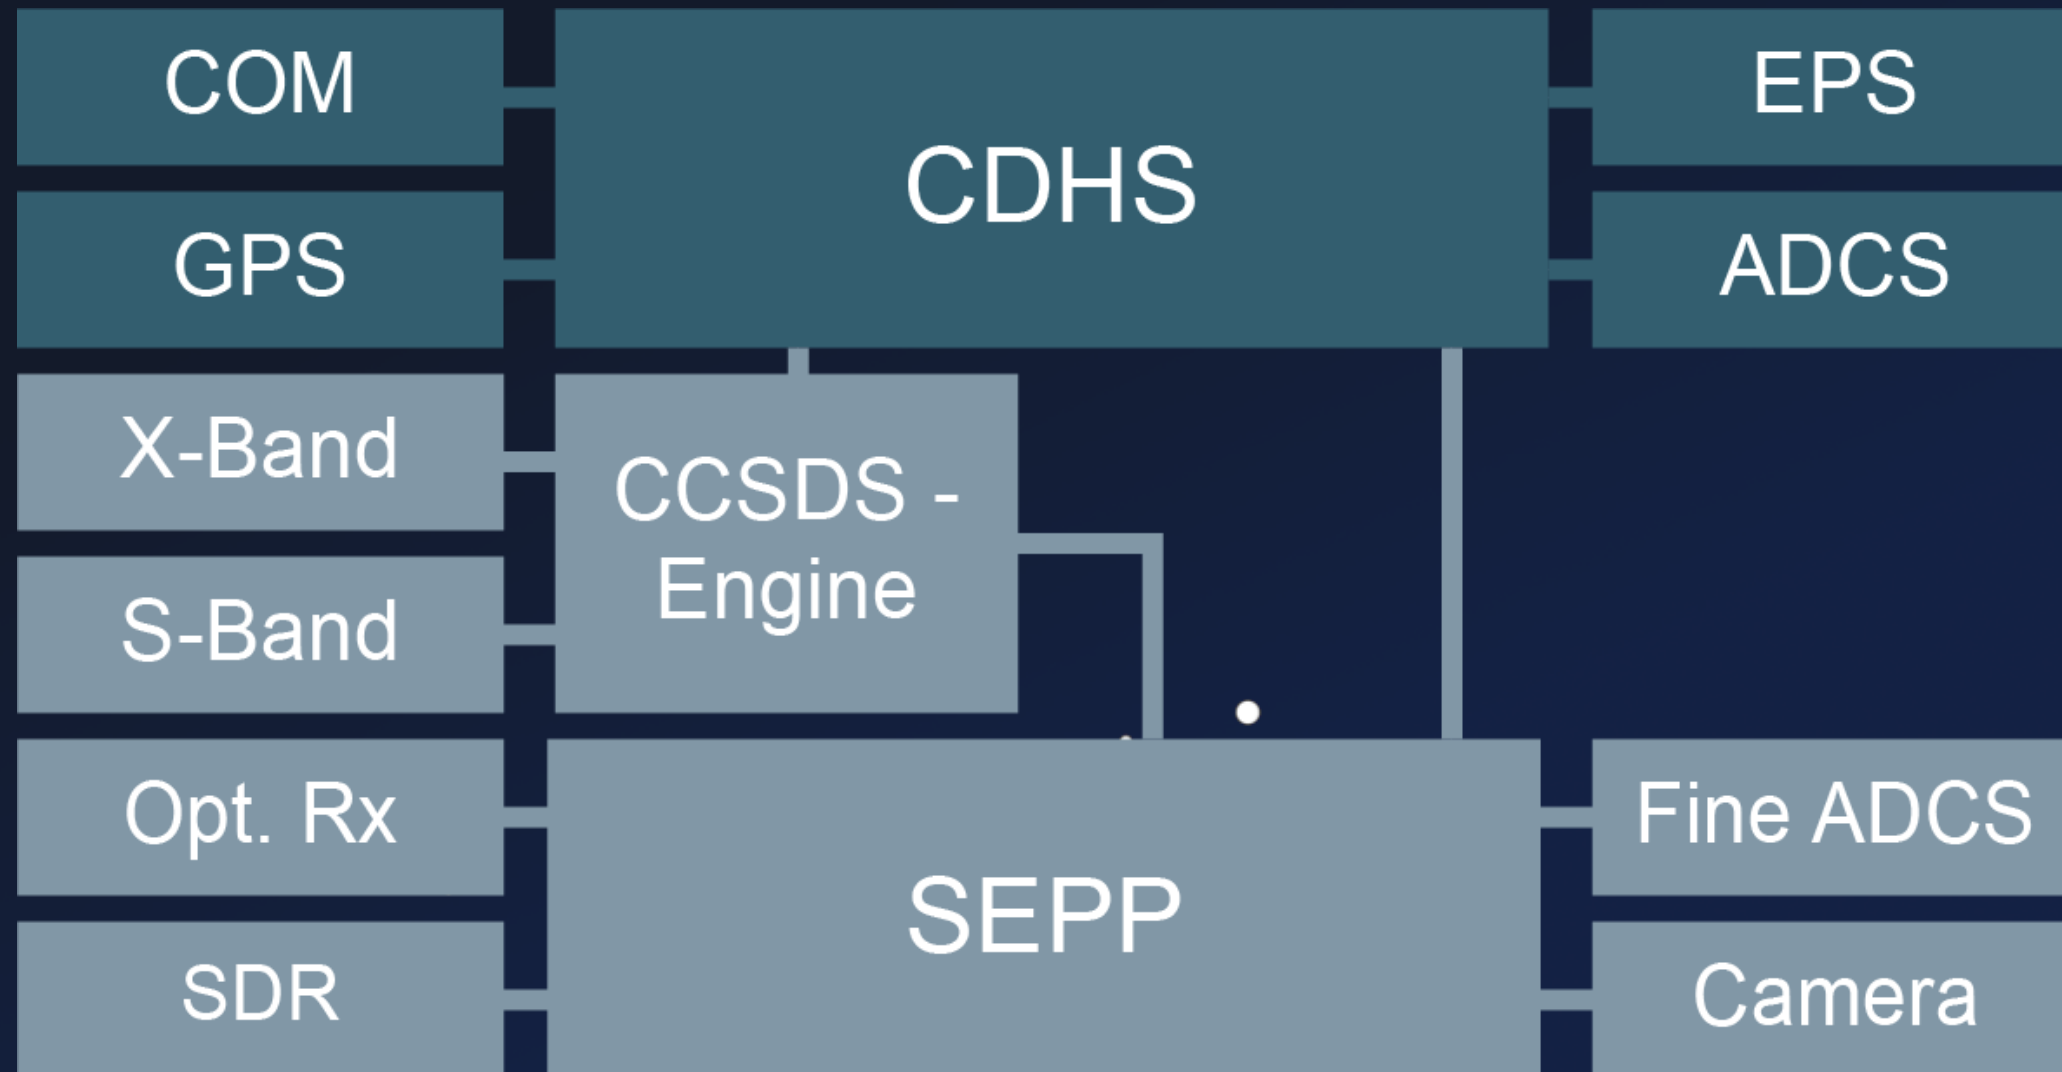 COM
CDHS
EPS
GPS
ADCS
X-Band
CCSDS -
Engine
S-Band
Opt. Rx
SEPP
Fine ADCS
SDR
Camera